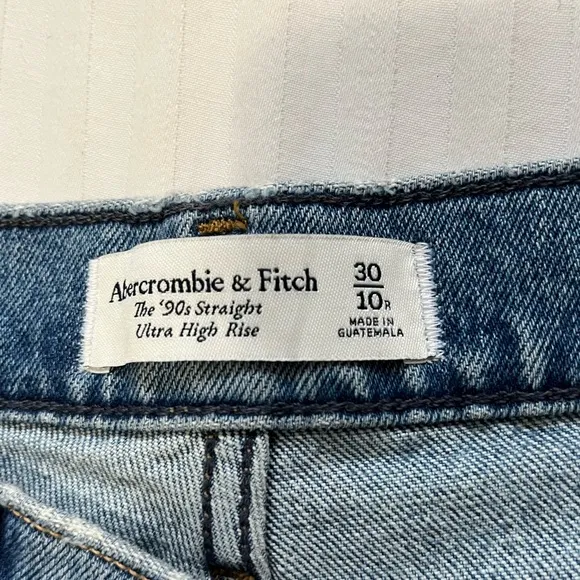 Abercrombie & Fitch
The '90s Straight
Ultra High Rise
30
10R
MADE IN
GUATEMALA